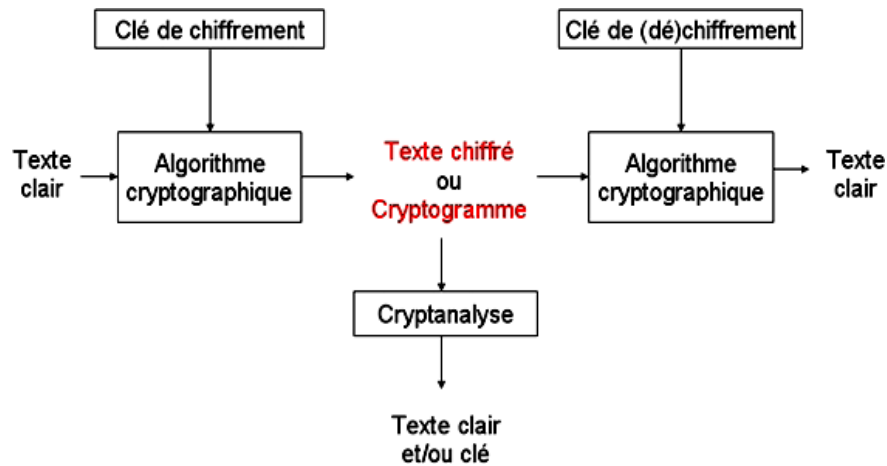 Clé de chiffrement
Clé de (dé)chiffrement
Texte
clair
Algorithme
cryptographique
Texte chiffré
ou
Cryptogramme
Algorithme
cryptographique
Texte
clair
Cryptanalyse
Texte clair
et/ou clé